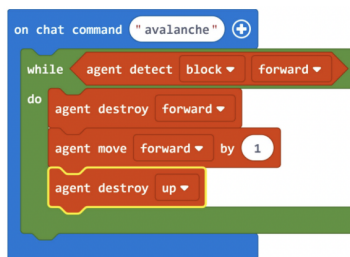 on chat command "avalanche"
while agent detect block forward
do
agent destroy forward
agent move forward by 1
agent destroy up